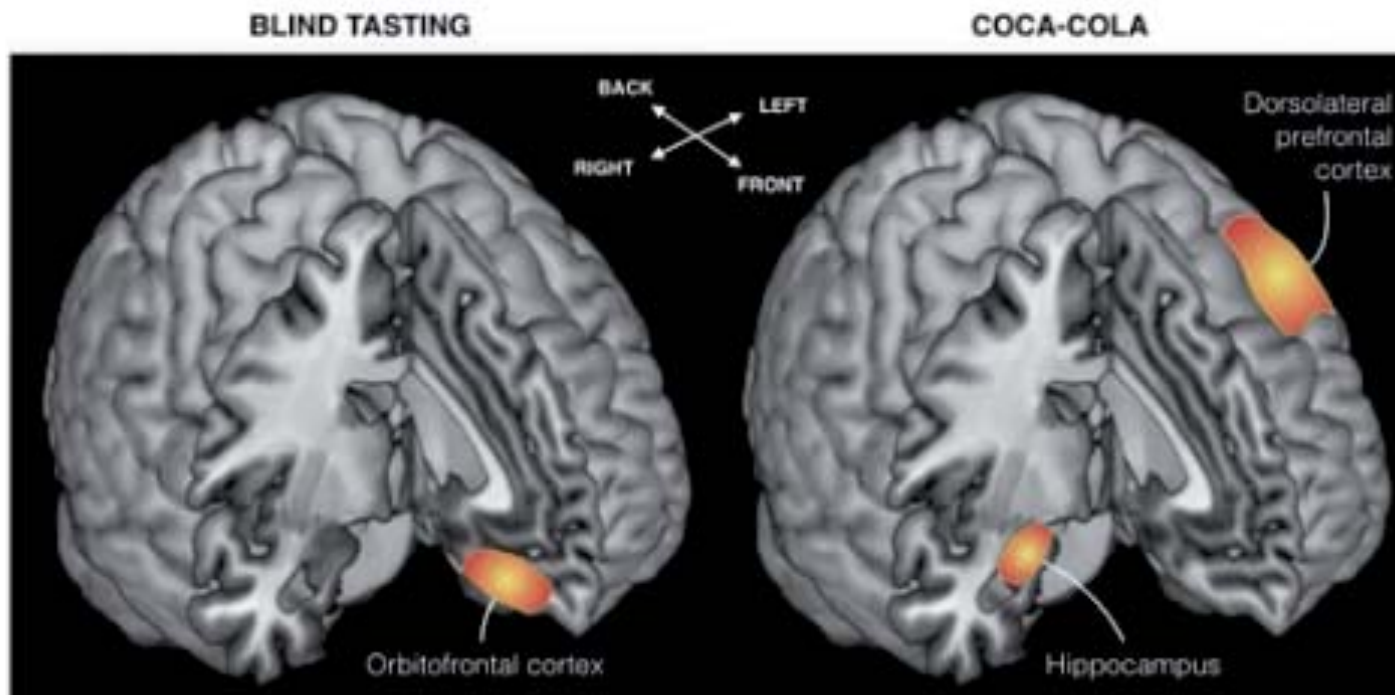 BLIND TASTING
COCA-COLA
BACK
LEFT
RIGHT
FRONT
Dorsolateral
prefrontal
cortex
Orbitofrontal cortex
Hippocampus